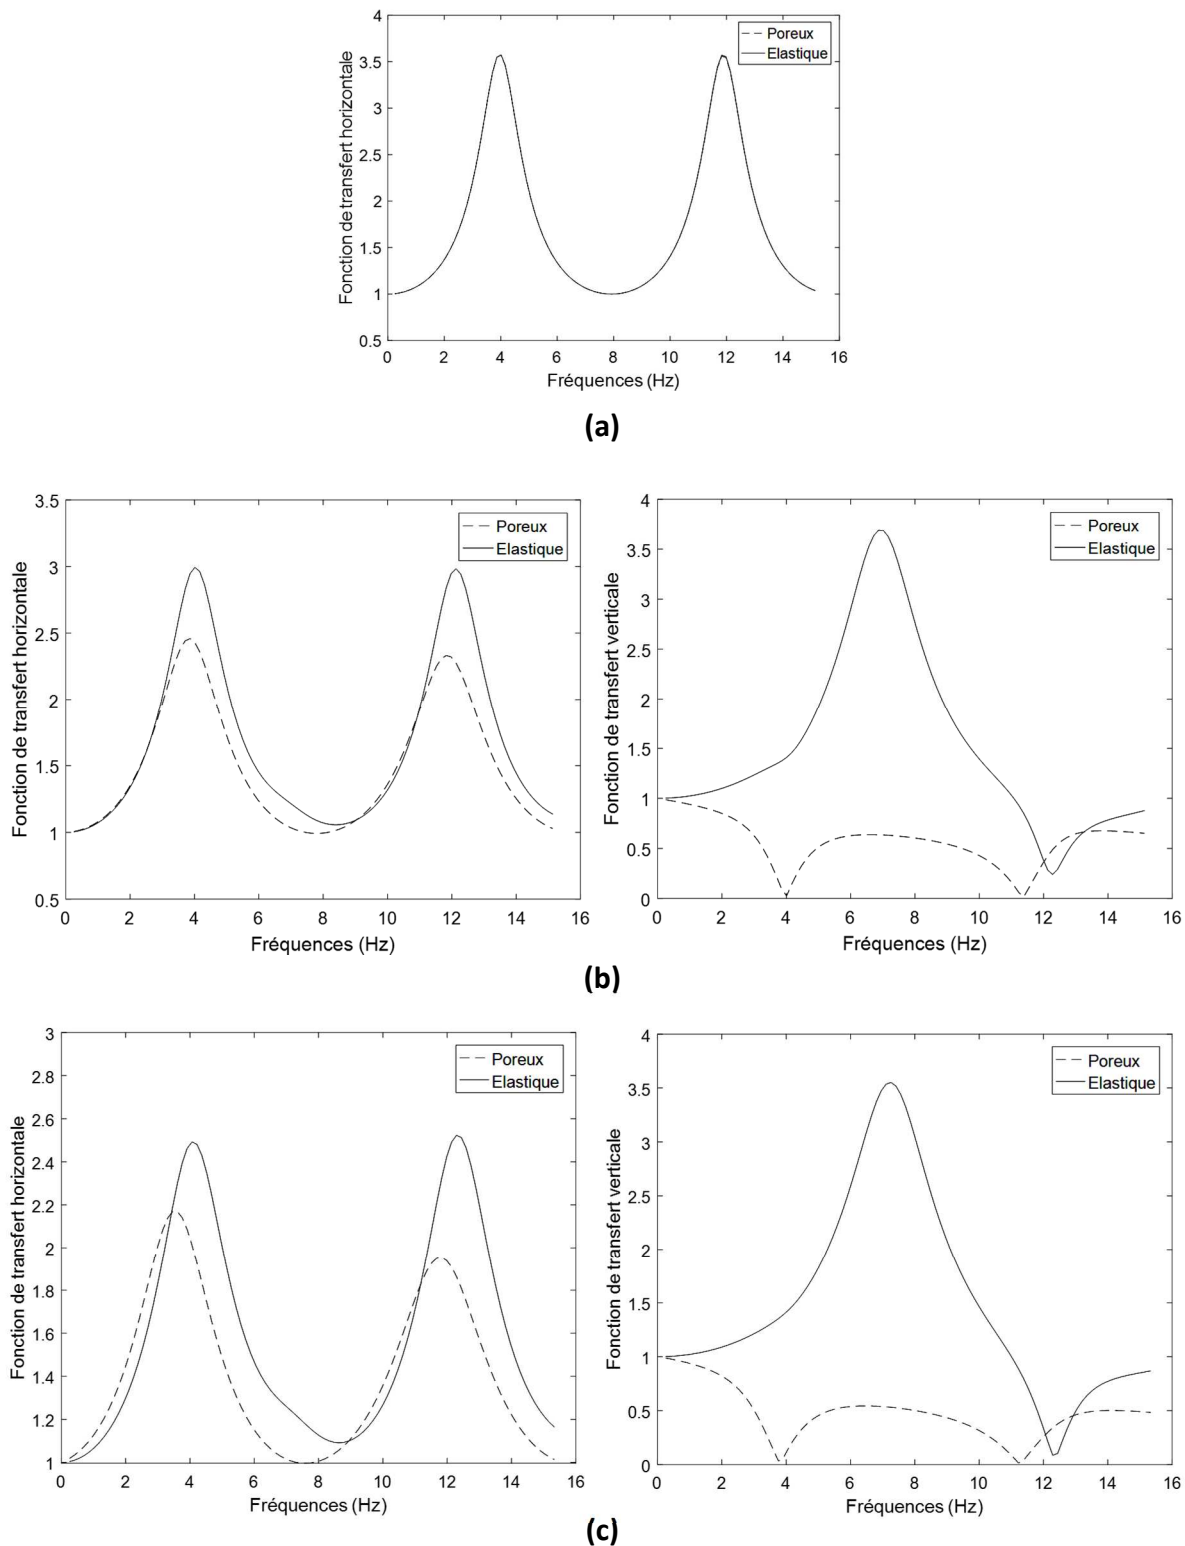 Fonction de transfert horizontale
4
3.5
3
2.5
2
1.5
1
0.5
Poreux
Elastique
0 2 4 6 8 10 12 14 16
Fréquences (Hz)
(a)
Fonction de transfert horizontale
3.5
3
2.5
2
1.5
1
0.5
Poreux
Elastique
0 2 4 6 8 10 12 14 16
Fréquences (Hz)
Fonction de transfert verticale
4
3.5
3
2.5
2
1.5
1
0.5
0
Poreux
Elastique
0 2 4 6 8 10 12 14 16
Fréquences (Hz)
(b)
Fonction de transfert horizontale
3
2.8
2.6
2.4
2.2
2
1.8
1.6
1.4
1.2
1
Poreux
Elastique
0 2 4 6 8 10 12 14 16
Fréquences (Hz)
Fonction de transfert verticale
4
3.5
3
2.5
2
1.5
1
0.5
0
Poreux
Elastique
0 2 4 6 8 10 12 14 16
Fréquences (Hz)
(c)